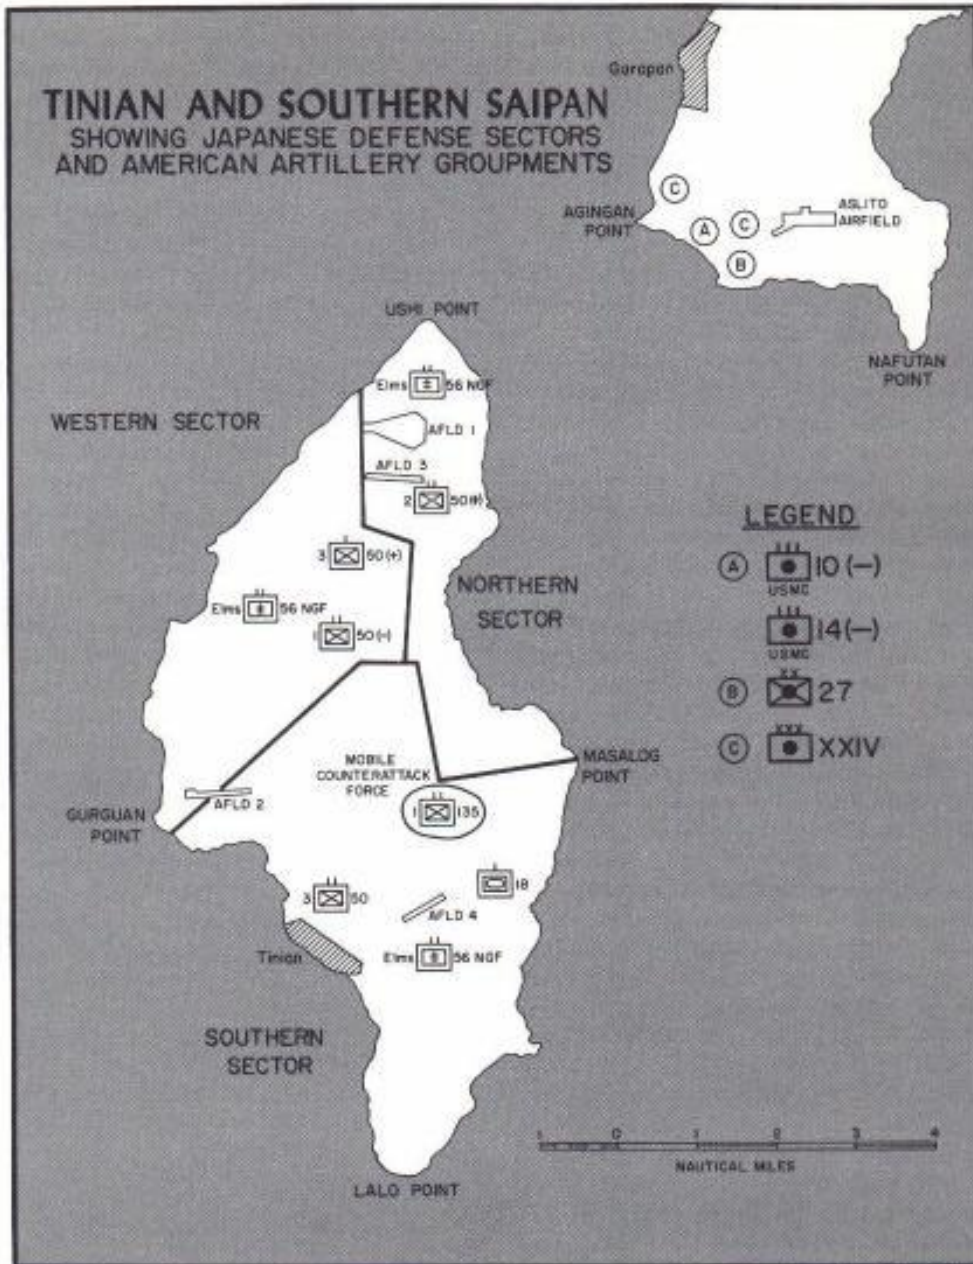 TINIAN AND SOUTHERN SAIPAN
SHOWING JAPANESE DEFENSE SECTORS
AND AMERICAN ARTILLERY GROUPMENTS
Garapan
C
AGINGAN
POINT
A
C
B
ASLITO
AIRFIELD
NAFUTAN
POINT
USHI POINT
Elms 56 NGF
WESTERN SECTOR
AFLD 1
AFLD 3
2 50(+)
3 50(+)
NORTHERN
SECTOR
Elms 56 NGF
1 50(-)
LEGEND
A 10 (-)
USMC
14 (-)
USMC
B 27
C XXIV
MASALOG
POINT
MOBILE
COUNTERATTACK
FORCE
1 135
AFLD 2
GURGUAN
POINT
18
3 50
AFLD 4
Tinian
Elms 56 NGF
SOUTHERN
SECTOR
LALO POINT
1 0 1 2 3 4
NAUTICAL MILES